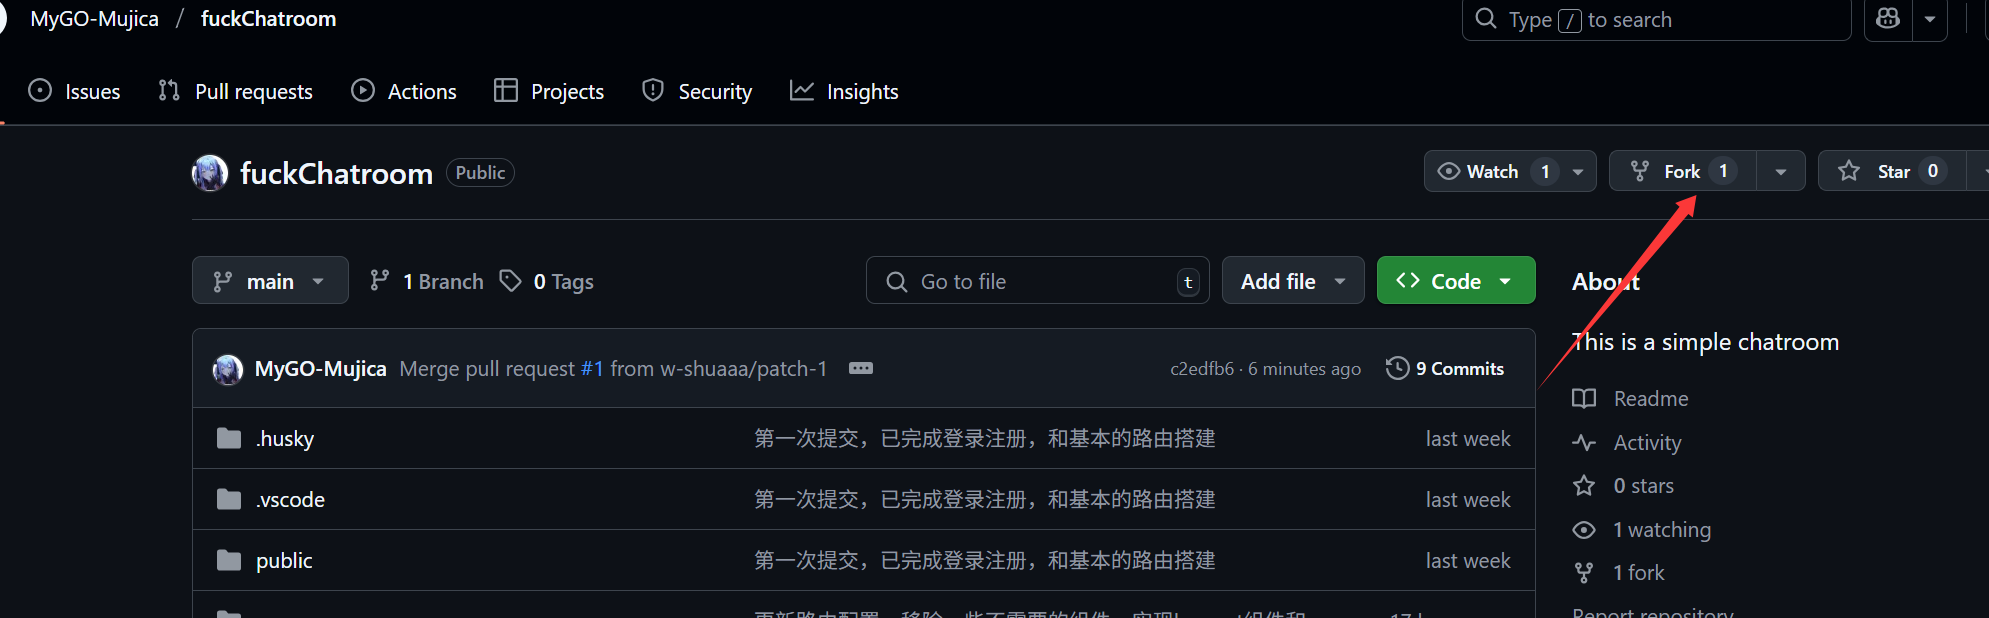 MyGO-Mujica / fuckChatroom
Type / to search
Issues Pull requests Actions Projects Security Insights
fuckChatroom Public
Watch 1 Fork 1 Star 0
main 1 Branch 0 Tags
Go to file t Add file Code
About
This is a simple chatroom
MyGO-Mujica Merge pull request #1 from w-shuaaa/patch-1 c2edfb6 · 6 minutes ago 9 Commits
.husky 第一次提交，已完成登录注册，和基本的路由搭建 last week
.vscode 第一次提交，已完成登录注册，和基本的路由搭建 last week
public 第一次提交，已完成登录注册，和基本的路由搭建 last week
Readme
Activity
0 stars
1 watching
1 fork
Report repository